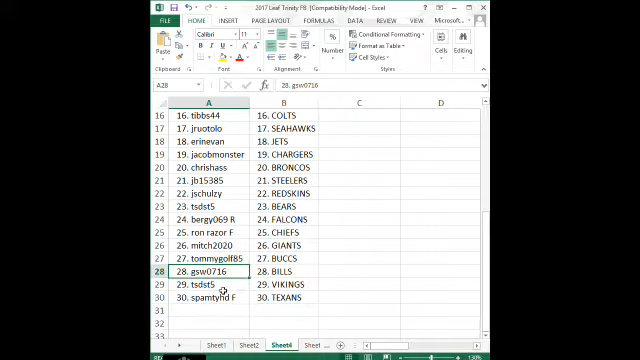 2017 Leaf Trinity FB [Compatibility Mode] - Excel
FILE HOME INSERT PAGE LAYOUT FORMULAS DATA REVIEW VIEW Microsoft...
Paste
Calibri 11
B I U
Number
Conditional Formatting
Format as Table
Cell Styles
Cells
Editing
Clipboard Font Alignment Styles
A28 fx 28. gsw0716
A B C D
16 16. tibbs44 16. COLTS
17 17. jruotolo 17. SEAHAWKS
18 18. erinevan 18. JETS
19 19. jacobmonster 19. CHARGERS
20 20. chrishass 20. BRONCOS
21 21. jb15385 21. STEELERS
22 22. jschulzy 22. REDSKINS
23 23. tsdst5 23. BEARS
24 24. bergy069 R 24. FALCONS
25 25. ron razor F 25. CHIEFS
26 26. mitch2020 26. GIANTS
27 27. tommygolf85 27. BUCCS
28 28. gsw0716 28. BILLS
29 29. tsdst5 29. VIKINGS
30 30. spamtyhd F 30. TEXANS
31
32
33
Sheet1 Sheet2 Sheet4 Sheet ...
130%